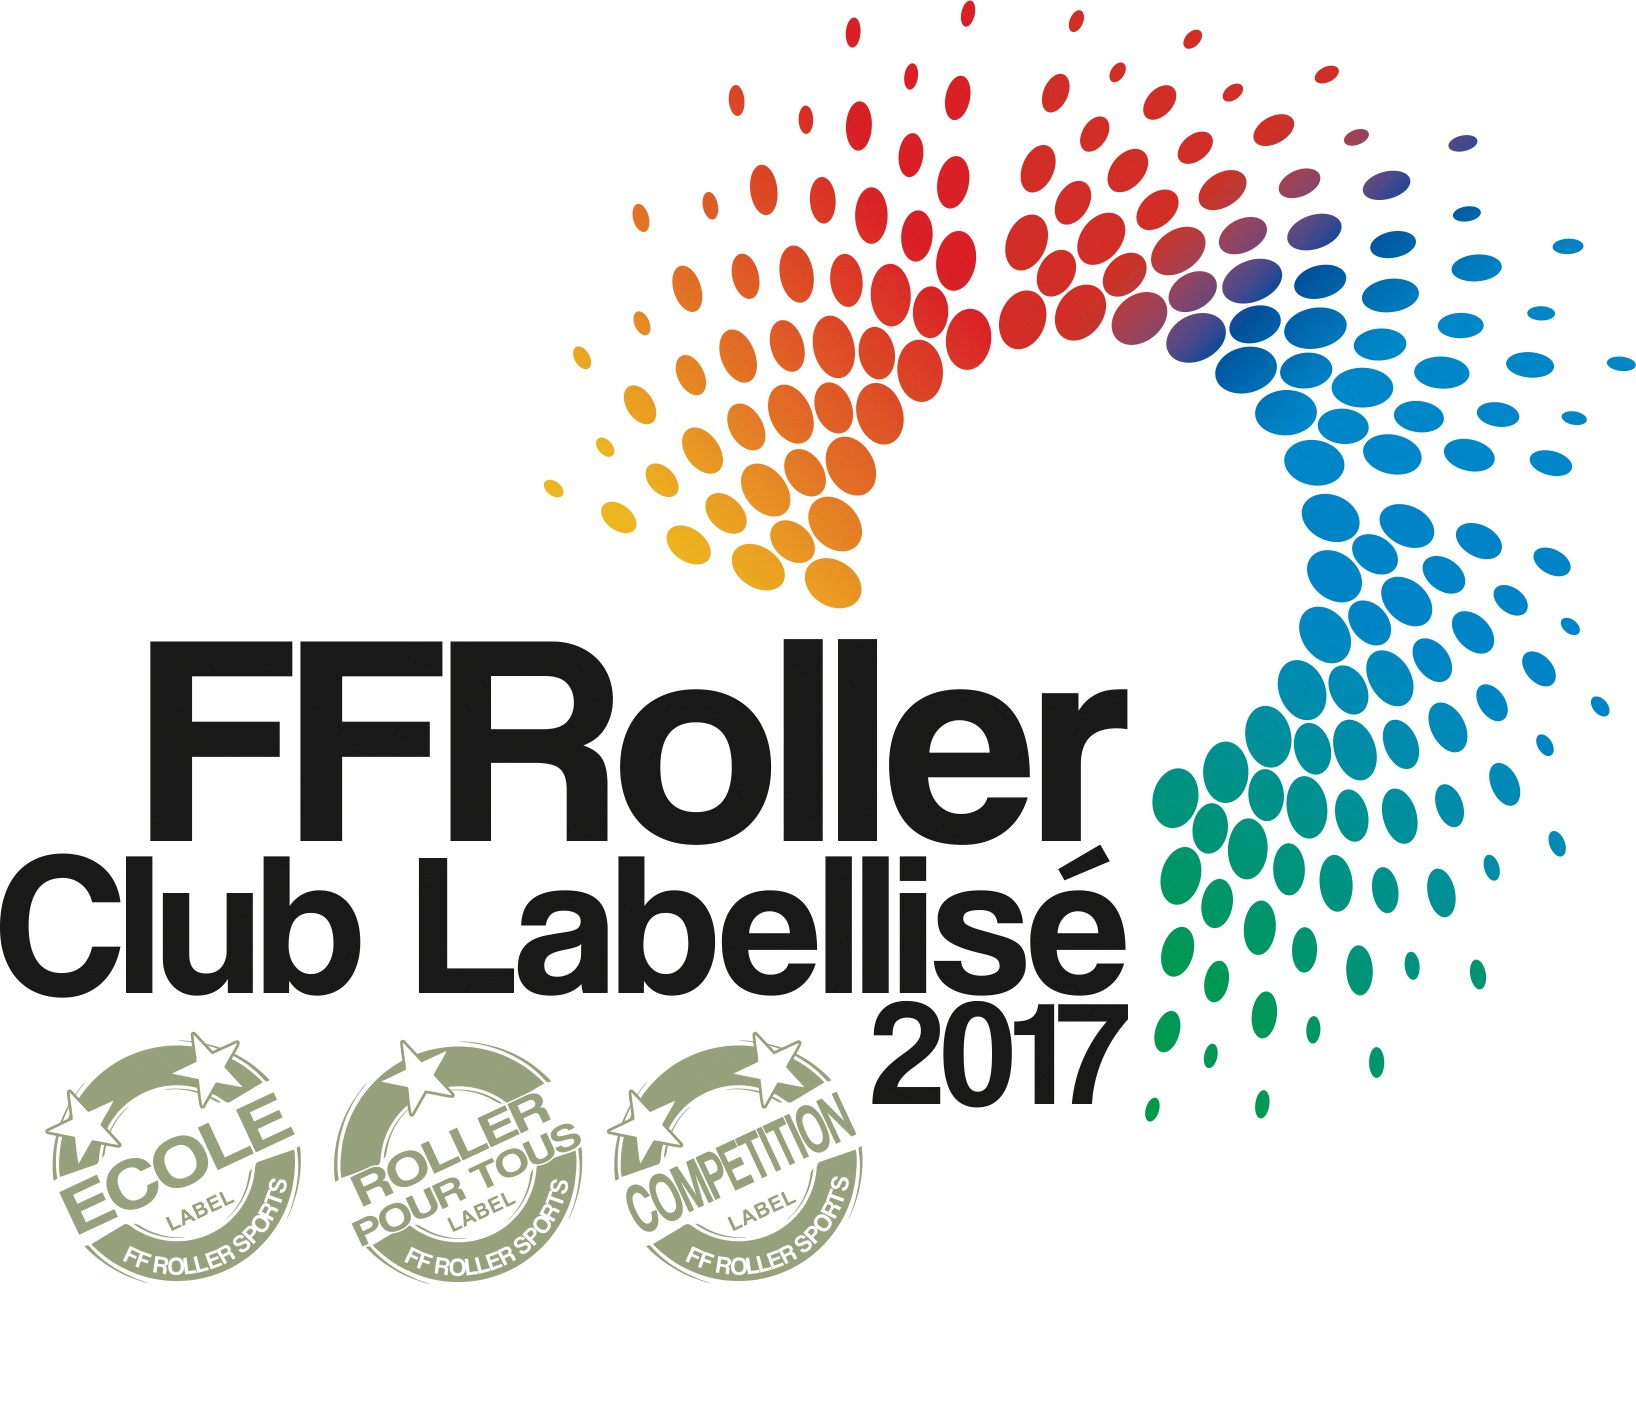 FFRoller
Club Labellisé
2017
ECOLE
LABEL
FF ROLLER SPORTS
ROLLER
POUR TOUS
LABEL
FF ROLLER SPORTS
COMPETITION
LABEL
FF ROLLER SPORTS